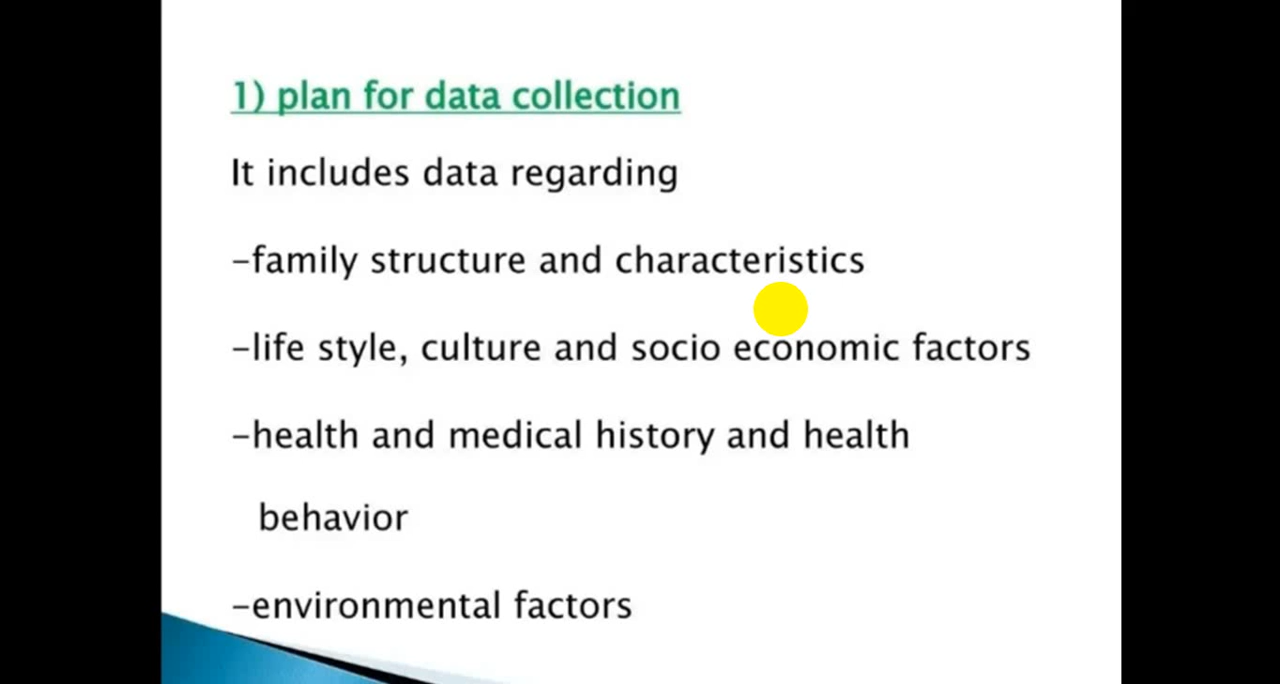 1) plan for data collection
It includes data regarding
-family structure and characteristics
-life style, culture and socio economic factors
-health and medical history and health
behavior
-environmental factors